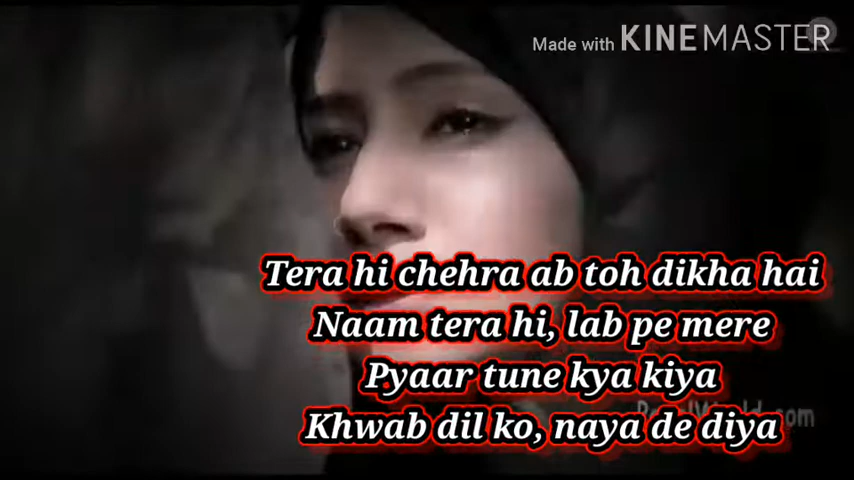 Made with KINEMASTER
Tera hi chehra ab toh dikha hai
Naam tera hi, lab pe mere
Pyaar tune kya kiya
Khwab dil ko, naya de diya
.com